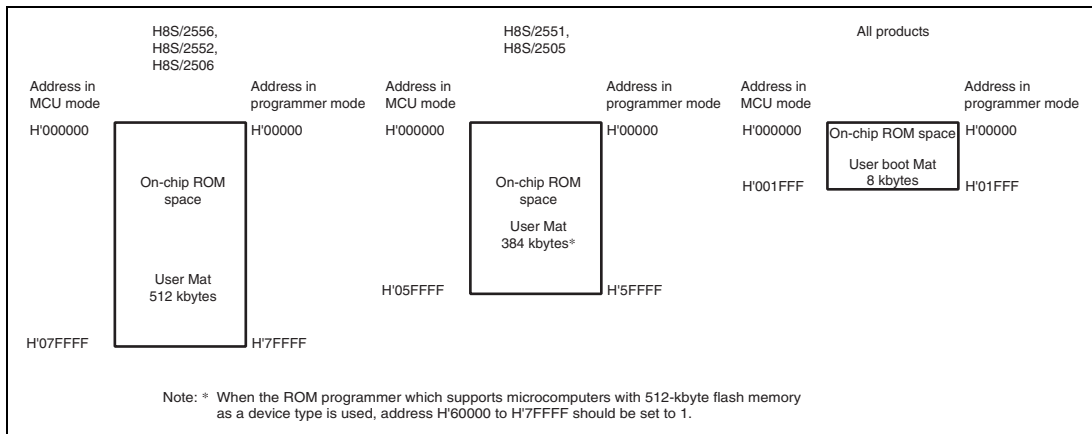 H8S/2556,
H8S/2552,
H8S/2506
Address in
MCU mode
Address in
programmer mode
H'000000
H'00000
On-chip ROM
space
User Mat
512 kbytes
H'07FFFF
H'7FFFF
H8S/2551,
H8S/2505
Address in
MCU mode
Address in
programmer mode
H'000000
H'00000
On-chip ROM
space
User Mat
384 kbytes*
H'05FFFF
H'5FFFF
All products
Address in
MCU mode
Address in
programmer mode
H'000000
H'00000
On-chip ROM space
User boot Mat
8 kbytes
H'001FFF
H'01FFF
Note: * When the ROM programmer which supports microcomputers with 512-kbyte flash memory
as a device type is used, address H'60000 to H'7FFFF should be set to 1.